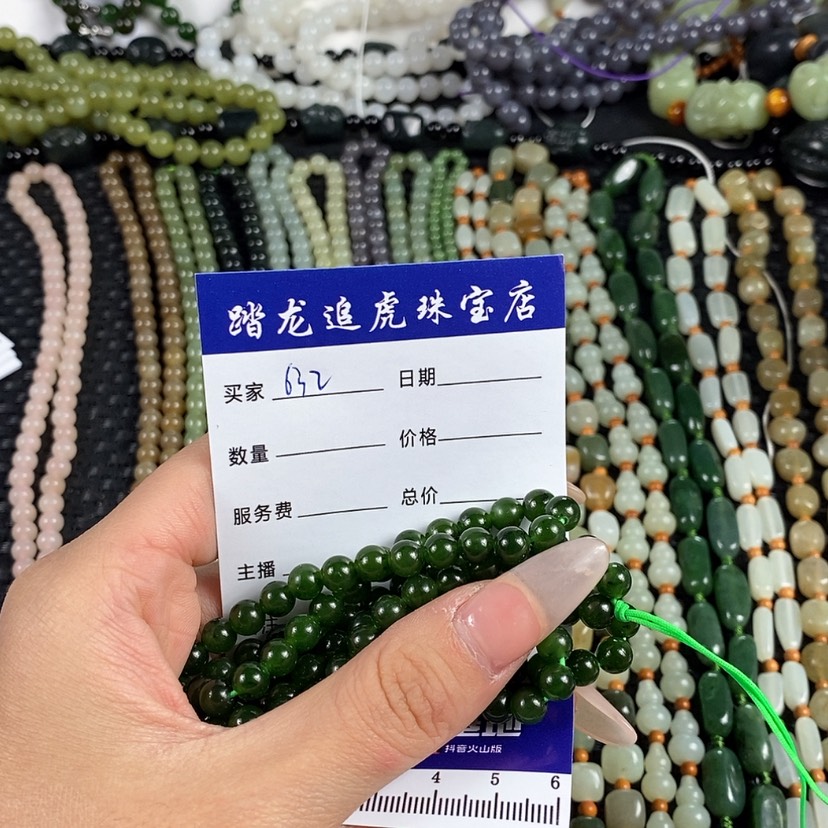 踏龙追虎珠宝店
买家 632 日期
数量 价格
服务费 总价
主播
抖音火山版
4 5 6